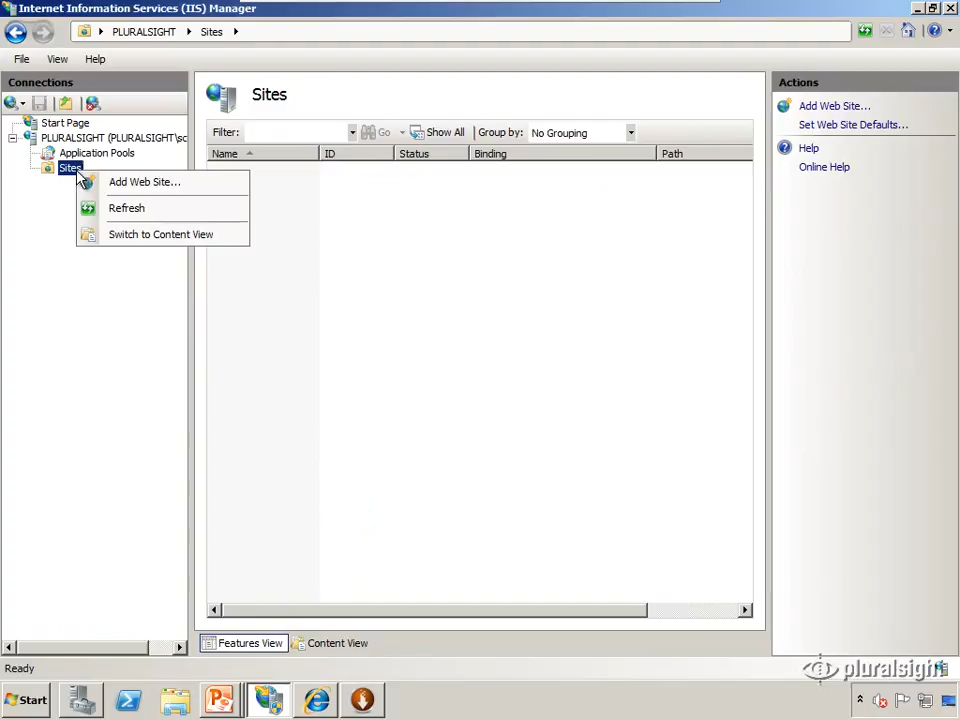 Internet Information Services (IIS) Manager
PLURALSIGHT
Sites
File
View
Help
Connections
Start Page
PLURALSIGHT (PLURALSIGHT\sc
Application Pools
Sites
Add Web Site...
Refresh
Switch to Content View
Sites
Filter:
Go
Show All
Group by:
No Grouping
Name
ID
Status
Binding
Path
Features View
Content View
Actions
Add Web Site...
Set Web Site Defaults...
Help
Online Help
Ready
pluralsight
Start